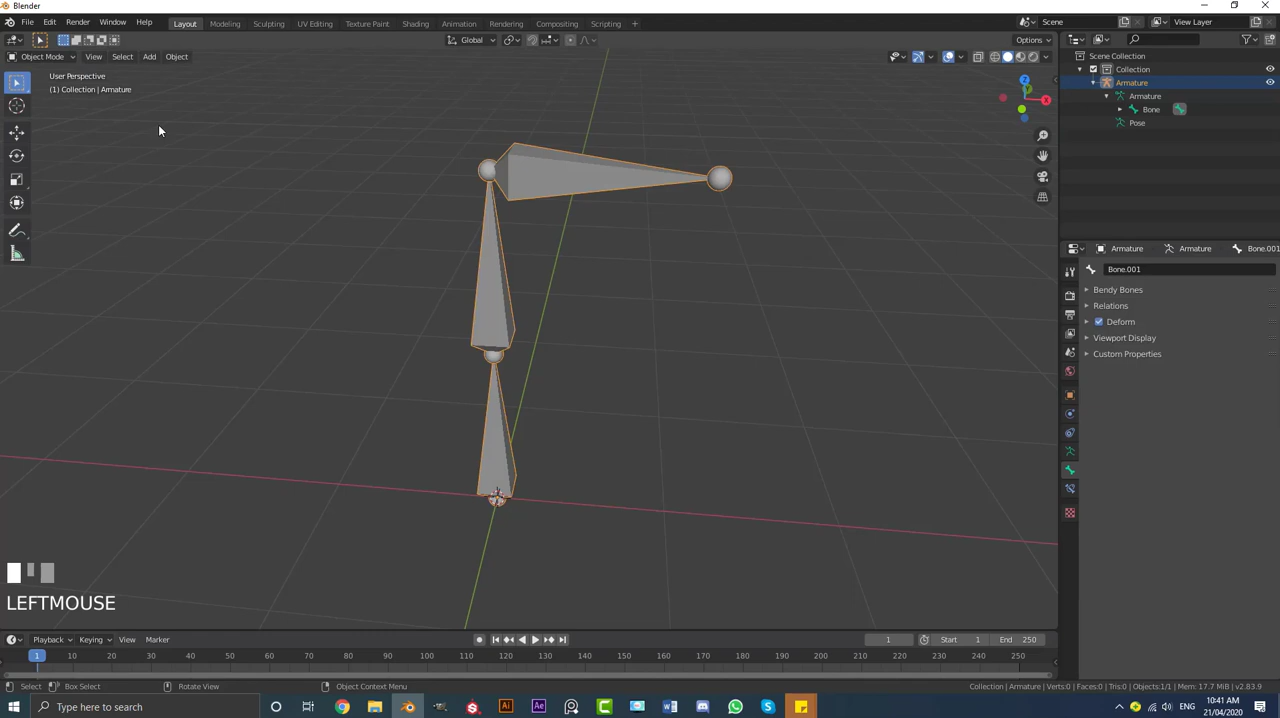 Blender
File Edit Render Window Help Layout Modeling Sculpting UV Editing Texture Paint Shading Animation Rendering Compositing Scripting + Scene View Layer
Global Options
Object Mode View Select Add Object
User Perspective
(1) Collection | Armature
Z
Y
X
Scene Collection
Collection
Armature
Armature
Bone
Pose
Armature Armature Bone.001
Bone.001
Bendy Bones
Relations
Deform
Viewport Display
Custom Properties
LEFTMOUSE
Playback Keying View Marker 1 Start 1 End 250
1 10 20 30 40 50 60 70 80 90 100 110 120 130 140 150 160 170 180 190 200 210 220 230 240 250
Select Box Select Rotate View Object Context Menu Collection | Armature | Verts:0 | Faces:0 | Tris:0 | Objects:1/1 | Mem: 17.7 MiB | v2.83.9
Type here to search ENG 10:41 AM
21/04/2020